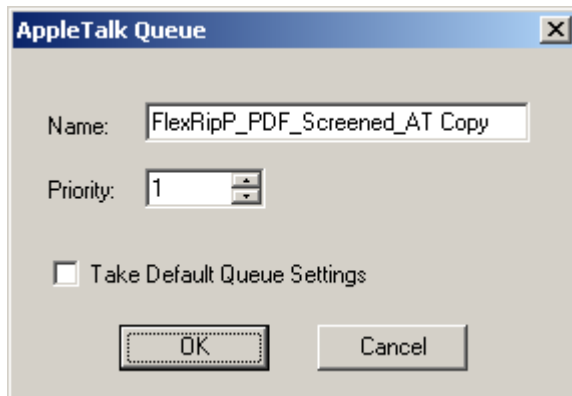 AppleTalk Queue
Name: FlexRipP_PDF_Screened_AT Copy
Priority: 1
Take Default Queue Settings
OK Cancel